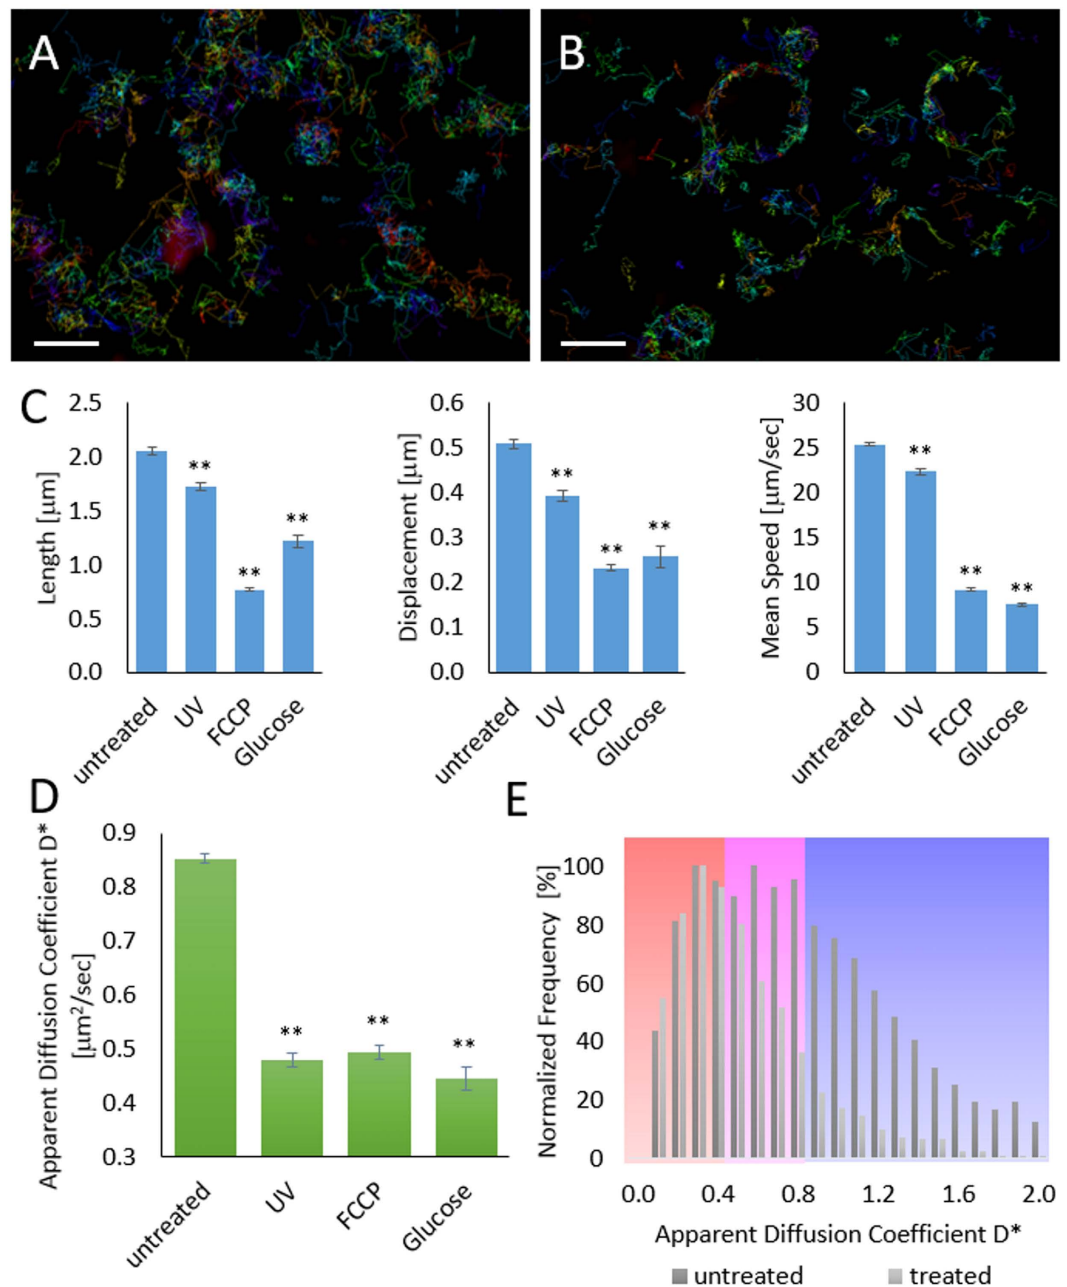 A
B
C
Length [μm]
2.5
2.0
1.5
1.0
0.5
0.0
**
**
**
untreated
UV
FCCP
Glucose
Displacement [μm]
0.6
0.5
0.4
0.3
0.2
0.1
0.0
**
**
**
untreated
UV
FCCP
Glucose
Mean Speed [μm/sec]
30
25
20
15
10
5
0
**
**
**
untreated
UV
FCCP
Glucose
D
Apparent Diffusion Coefficient D*
[μm²/sec]
0.9
0.8
0.7
0.6
0.5
0.4
0.3
**
**
**
untreated
UV
FCCP
Glucose
E
Normalized Frequency [%]
100
80
60
40
20
0
0.0 0.4 0.8 1.2 1.6 2.0
Apparent Diffusion Coefficient D*
untreated treated